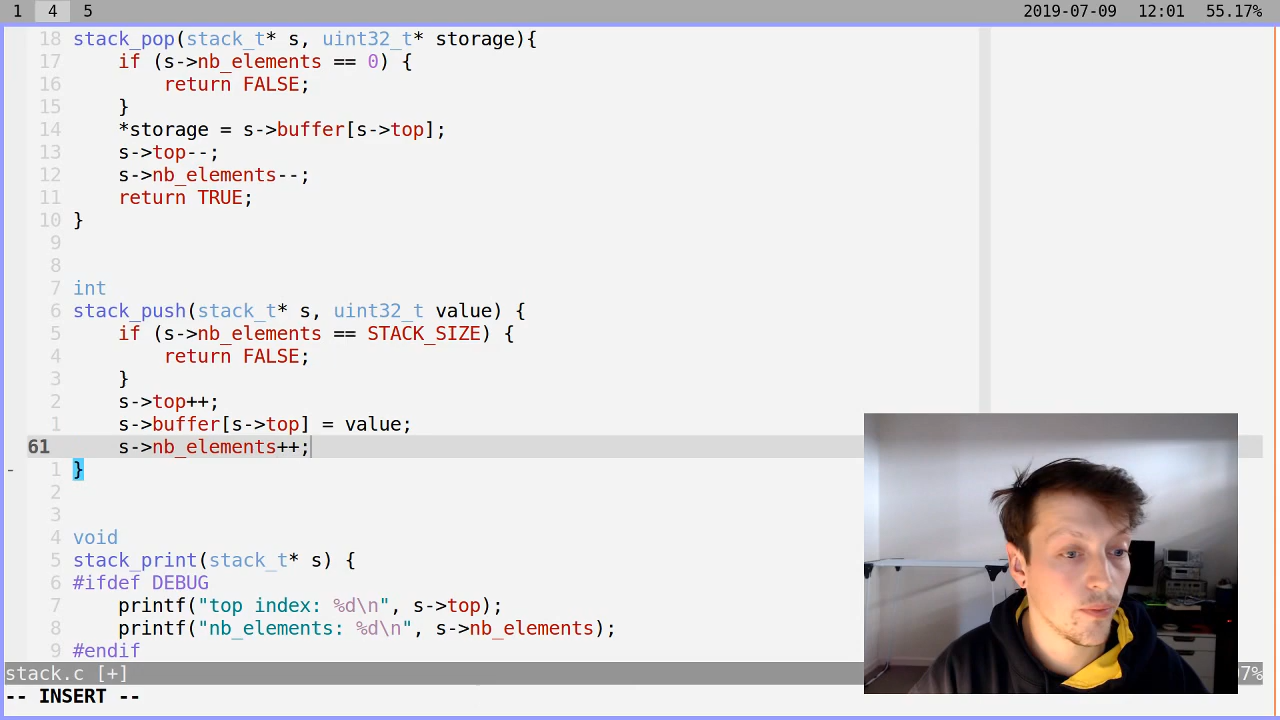 1 4 5 2019-07-09 12:01 55.17%
18 stack_pop(stack_t* s, uint32_t* storage){
17     if (s->nb_elements == 0) {
16         return FALSE;
15     }
14     *storage = s->buffer[s->top];
13     s->top--;
12     s->nb_elements--;
11     return TRUE;
10 }
9
8
7 int
6 stack_push(stack_t* s, uint32_t value) {
5     if (s->nb_elements == STACK_SIZE) {
4         return FALSE;
3     }
2     s->top++;
1     s->buffer[s->top] = value;
61     s->nb_elements++;
- 1 }
2
3
4 void
5 stack_print(stack_t* s) {
6 #ifdef DEBUG
7     printf("top index: %d\n", s->top);
8     printf("nb_elements: %d\n", s->nb_elements);
9 #endif
stack.c [+] 7%
-- INSERT --